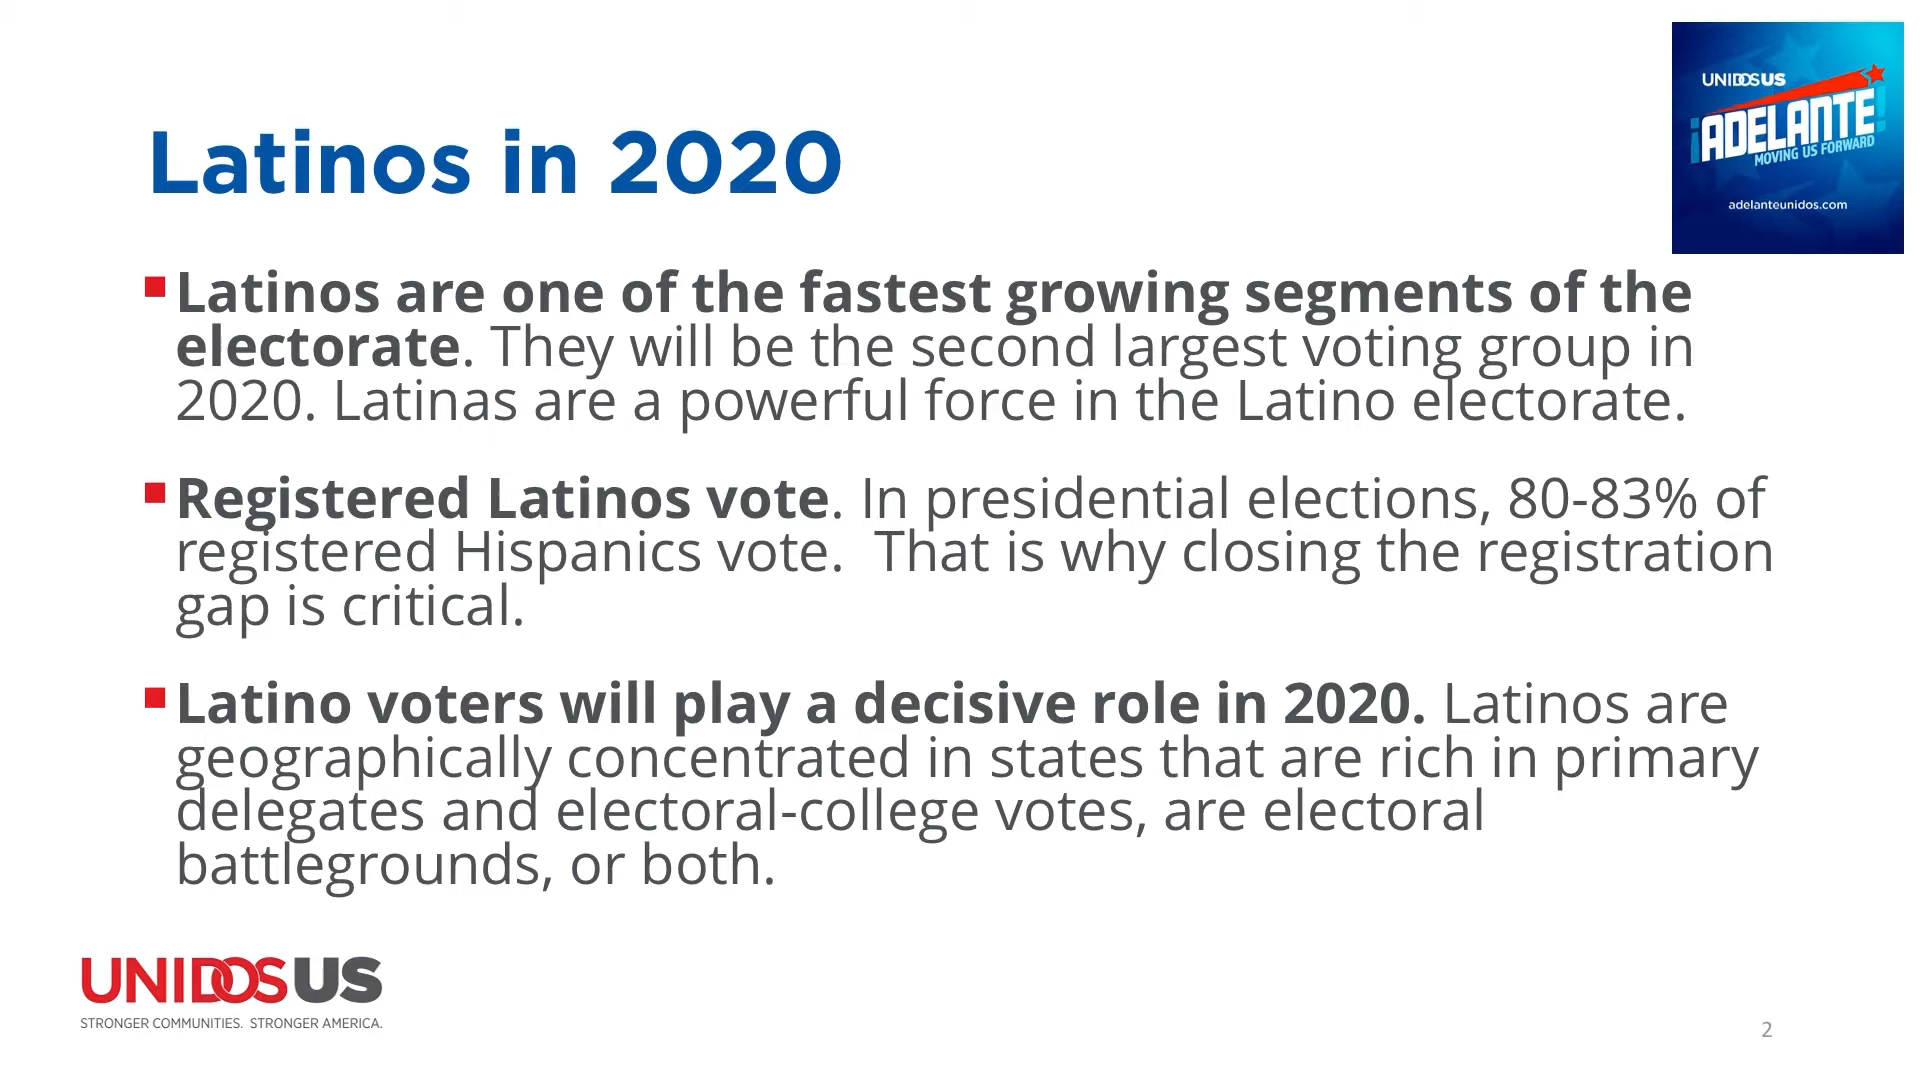 UNIDOSUS
¡ADELANTE!
MOVING US FORWARD
adelanteunidos.com
Latinos in 2020
Latinos are one of the fastest growing segments of the
electorate. They will be the second largest voting group in
2020. Latinas are a powerful force in the Latino electorate.
Registered Latinos vote. In presidential elections, 80-83% of
registered Hispanics vote.  That is why closing the registration
gap is critical.
Latino voters will play a decisive role in 2020. Latinos are
geographically concentrated in states that are rich in primary
delegates and electoral-college votes, are electoral
battlegrounds, or both.
UNIDOSUS
STRONGER COMMUNITIES.  STRONGER AMERICA.
2